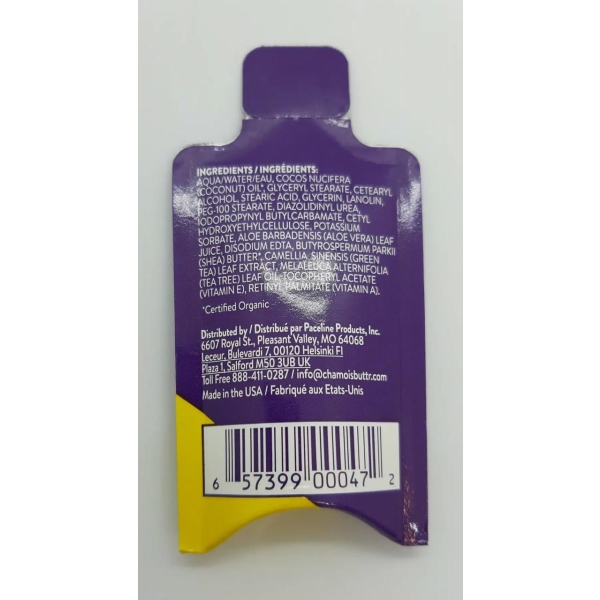 INGREDIENTS / INGRÉDIENTS:
AQUA/WATER/EAU, COCOS NUCIFERA
(COCONUT) OIL*, GLYCERYL STEARATE, CETEARYL
ALCOHOL, STEARIC ACID, GLYCERIN, LANOLIN,
PEG-100 STEARATE, DIAZOLIDINYL UREA,
IODOPROPYNYL BUTYLCARBAMATE, CETYL
HYDROXYETHYLCELLULOSE, POTASSIUM
SORBATE, ALOE BARBADENSIS (ALOE VERA) LEAF
JUICE, DISODIUM EDTA, BUTYROSPERMUM PARKII
(SHEA) BUTTER*, CAMELLIA SINENSIS (GREEN
TEA) LEAF EXTRACT, MELALEUCA ALTERNIFOLIA
(TEA TREE) LEAF OIL, TOCOPHERYL ACETATE
(VITAMIN E), RETINYL PALMITATE (VITAMIN A).
*Certified Organic
Distributed by / Distribué par Paceline Products, Inc.
6607 Royal St., Pleasant Valley, MO 64068
Leceur, Bulevardi 7, 00120 Helsinki FI
Plaza 1, Salford M50 3UB UK
Toll Free 888-411-0287 / info@chamoisbuttr.com
Made in the USA / Fabriqué aux Etats-Unis
6 57399 00047 2